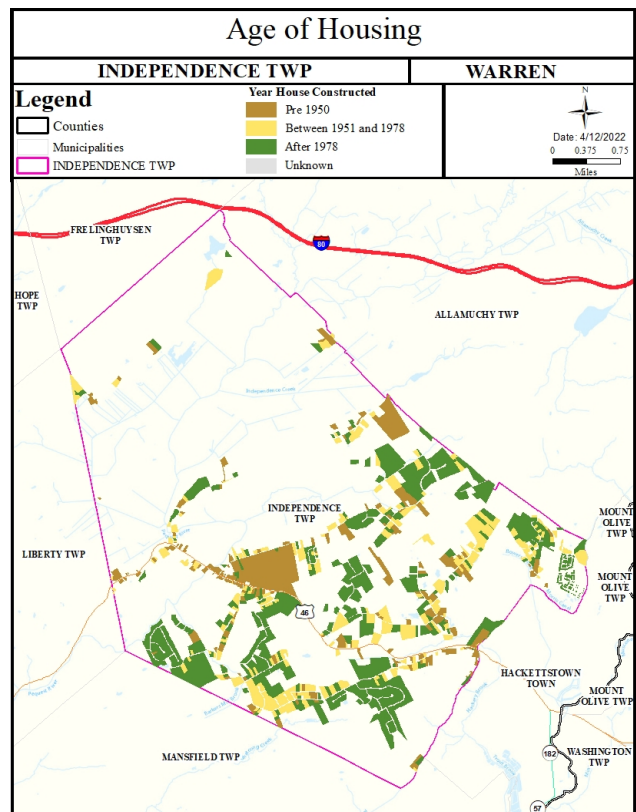 Age of Housing
INDEPENDENCE TWP
WARREN
Legend
Counties
Municipalities
INDEPENDENCE TWP
Year House Constructed
Pre 1950
Between 1951 and 1978
After 1978
Unknown
N
Date: 4/12/2022
0 0.375 0.75
Miles
FRELINGHUYSEN
TWP
80
HOPE
TWP
ALLAMUCHY TWP
Independence Creek
INDEPENDENCE
TWP
MOUNT
OLIVE
TWP
LIBERTY TWP
MOUNT
OLIVE
TWP
46
HACKETTSTOWN
TOWN
MOUNT
OLIVE TWP
MANSFIELD TWP
182
WASHINGTON
TWP
57